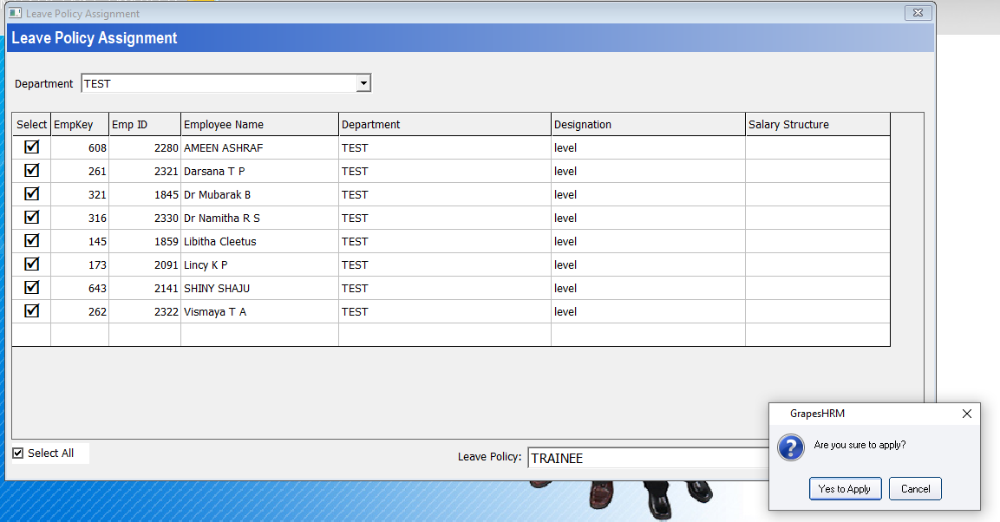 Leave Policy Assignment
Leave Policy Assignment
Department TEST
Select EmpKey Emp ID Employee Name Department Designation Salary Structure
608 2280 AMEEN ASHRAF TEST level
261 2321 Darsana T P TEST level
321 1845 Dr Mubarak B TEST level
316 2330 Dr Namitha R S TEST level
145 1859 Libitha Cleetus TEST level
173 2091 Lincy K P TEST level
643 2141 SHINY SHAJU TEST level
262 2322 Vismaya T A TEST level
Select All
Leave Policy: TRAINEE
GrapesHRM
Are you sure to apply?
Yes to Apply Cancel